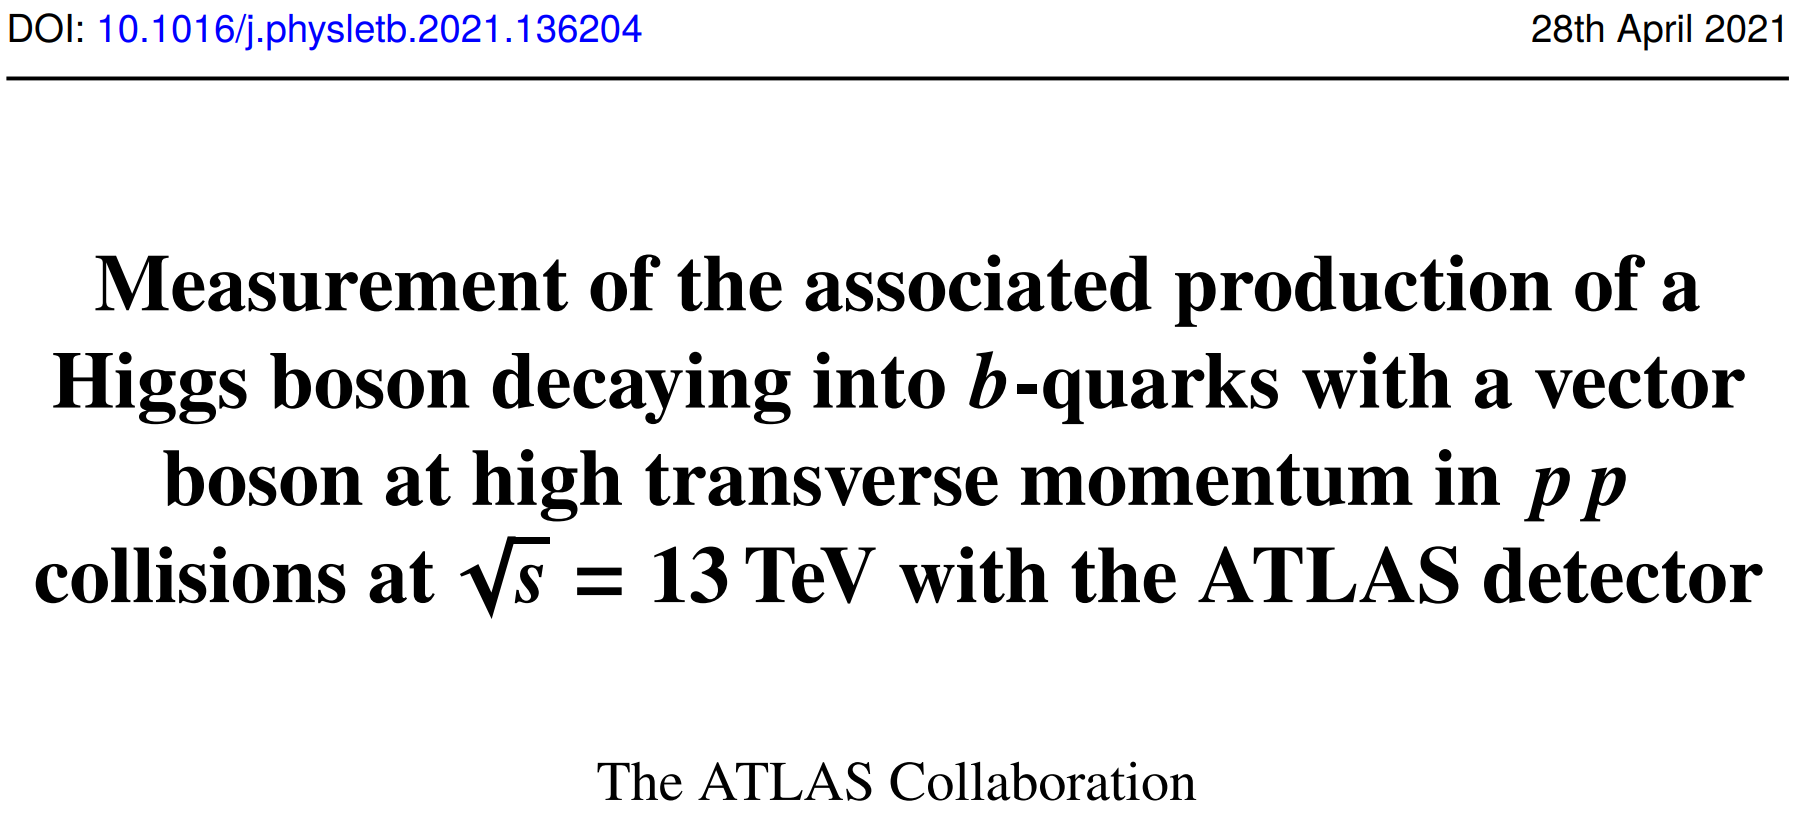 DOI: 10.1016/j.physletb.2021.136204 28th April 2021
Measurement of the associated production of a
Higgs boson decaying into b-quarks with a vector
boson at high transverse momentum in pp
collisions at √s = 13 TeV with the ATLAS detector
The ATLAS Collaboration